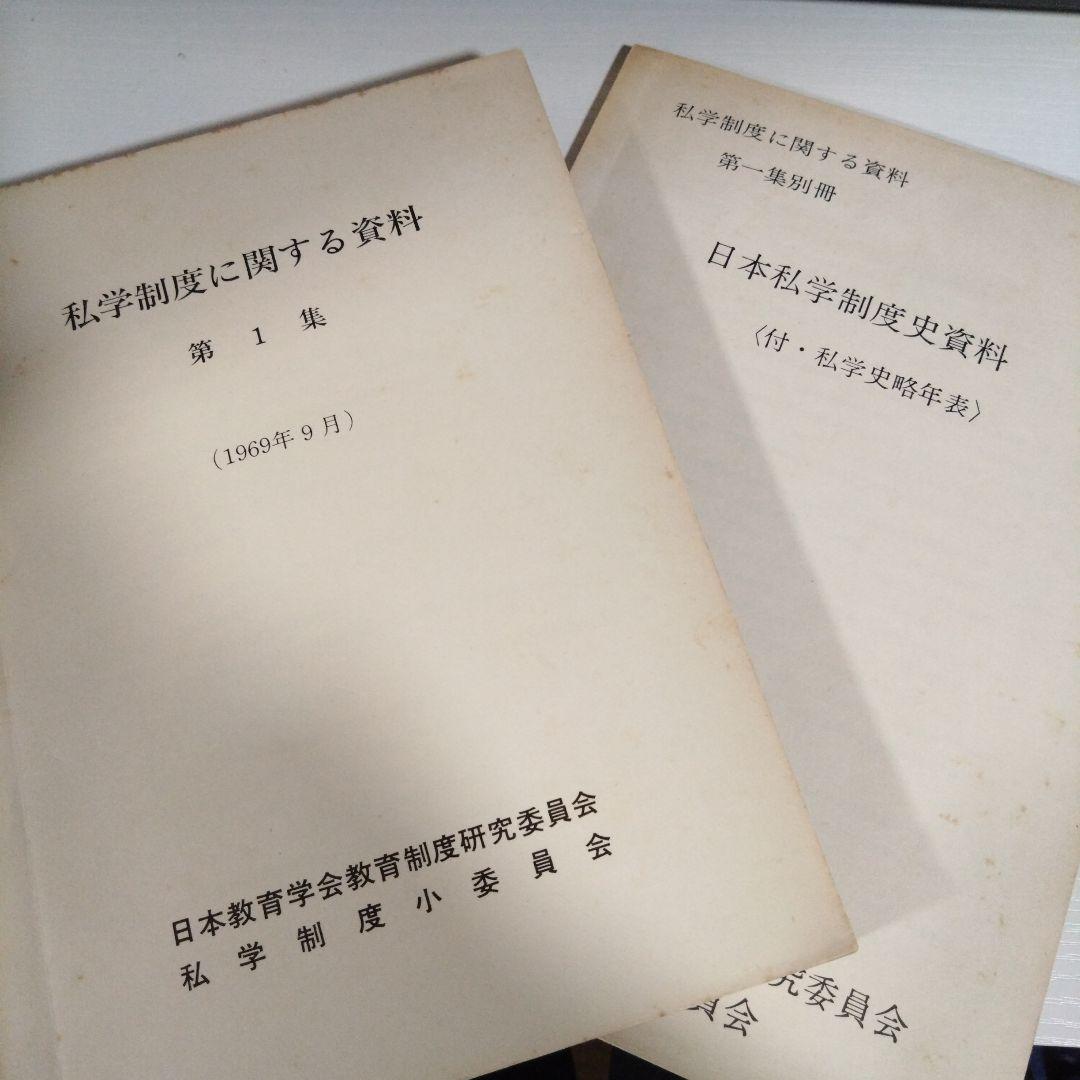 私学制度に関する資料
第 1 集
(1969年9月)
日本教育学会教育制度研究委員会
私学制度小委員会
私学制度に関する資料
第一集別冊
日本私学制度史資料
〈付・私学史略年表〉
究委員会
員会